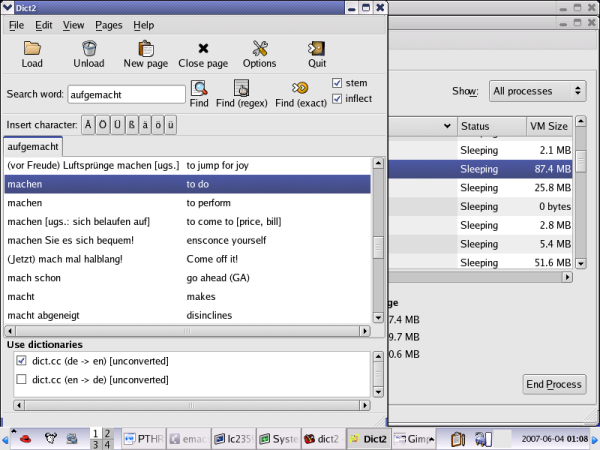 Dict2
File Edit View Pages Help
Load Unload New page Close page Options Quit
Search word: aufgemacht Find Find (regex) Find (exact) stem inflect
Insert character: Ä Ö Ü ß ä ö ü
aufgemacht
(vor Freude) Luftsprünge machen [ugs.] to jump for joy
machen to do
machen to perform
machen [ugs.: sich belaufen auf] to come to [price, bill]
machen Sie es sich bequem! ensconce yourself
(Jetzt) mach mal halblang! Come off it!
mach schon go ahead (GA)
macht makes
macht abgeneigt disinclines
Use dictionaries
dict.cc (de -> en) [unconverted]
dict.cc (en -> de) [unconverted]
Show: All processes
Status VM Size
Sleeping 2.1 MB
Sleeping 87.4 MB
Sleeping 25.8 MB
Sleeping 0 bytes
Sleeping 2.8 MB
Sleeping 5.4 MB
Sleeping 51.6 MB
ge
7.4 MB
9.7 MB
0.6 MB
End Process
1 2
3 4
PTHR emac lc235 Syste dict Dict2 Gimp 2007-06-04 01:08